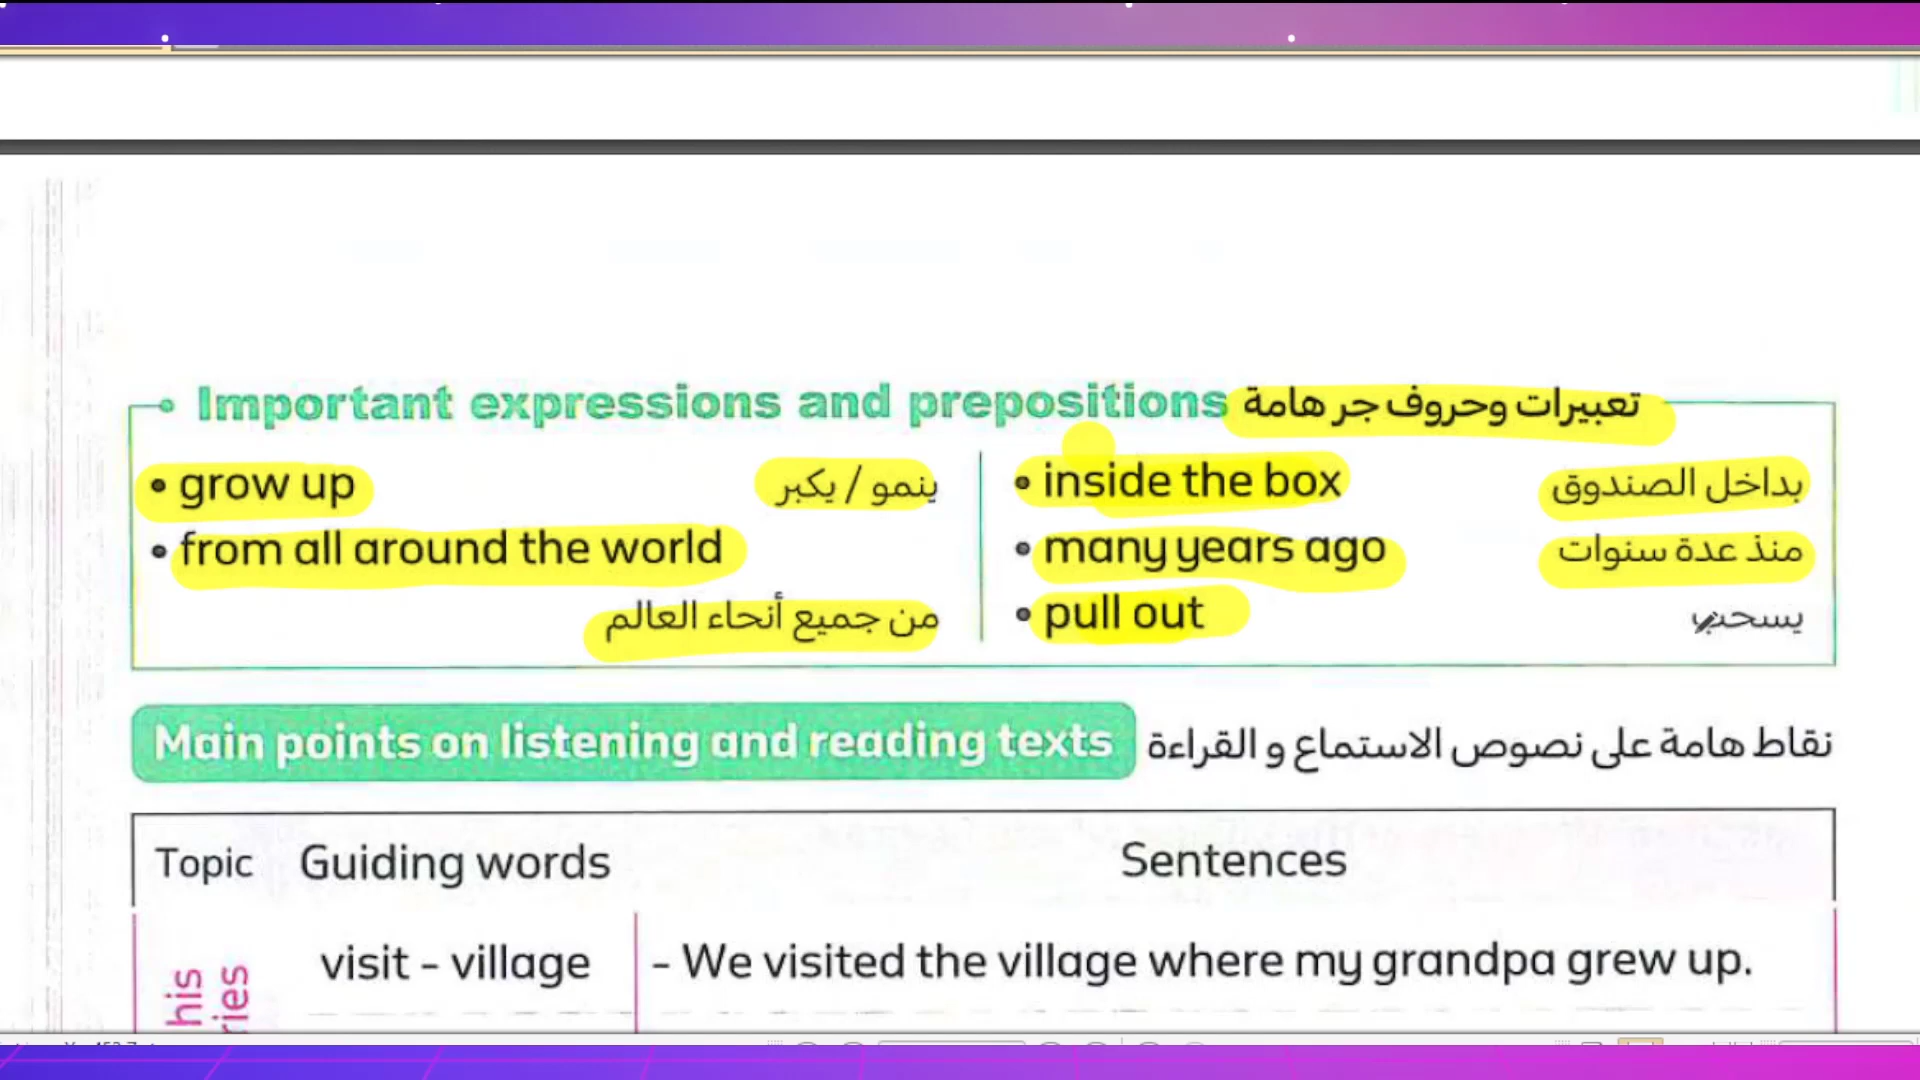 Important expressions and prepositions تعبيرات وحروف جر هامة
• grow up ينمو / يكبر
• from all around the world
من جميع أنحاء العالم
• inside the box بداخل الصندوق
• many years ago منذ عدة سنوات
• pull out يسحب
Main points on listening and reading texts نقاط هامة على نصوص الاستماع و القراءة
Topic Guiding words Sentences
visit - village - We visited the village where my grandpa grew up.
his
ries